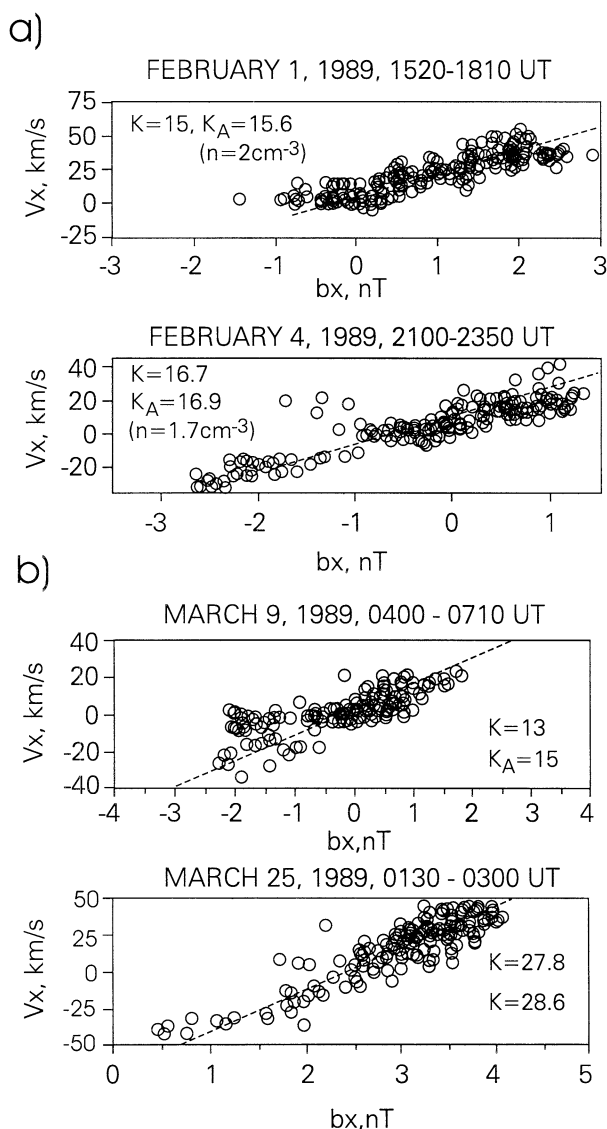 a)
FEBRUARY 1, 1989, 1520-1810 UT
75
50
25
0
-25
Vx, km/s
K=15, KA=15.6
(n=2cm-3)
-3 -2 -1 0 1 2 3
bx, nT
FEBRUARY 4, 1989, 2100-2350 UT
40
20
0
-20
Vx, km/s
K=16.7
KA=16.9
(n=1.7cm-3)
-3 -2 -1 0 1
bx, nT
b)
MARCH 9, 1989, 0400 - 0710 UT
40
20
0
-20
-40
Vx, km/s
K=13
KA=15
-4 -3 -2 -1 0 1 2 3 4
bx,nT
MARCH 25, 1989, 0130 - 0300 UT
50
25
0
-25
-50
Vx, km/s
K=27.8
K=28.6
0 1 2 3 4 5
bx,nT